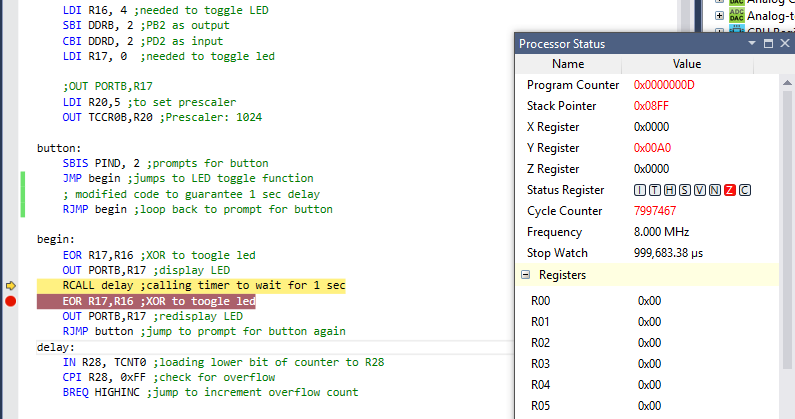 LDI R16, 4 ;needed to toggle LED
SBI DDRB, 2 ;PB2 as output
CBI DDRD, 2 ;PD2 as input
LDI R17, 0 ;needed to toggle led
;OUT PORTB,R17
LDI R20,5 ;to set prescaler
OUT TCCR0B,R20 ;Prescaler: 1024
button:
SBIS PIND, 2 ;prompts for button
JMP begin ;jumps to LED toggle function
; modified code to guarantee 1 sec delay
RJMP begin ;loop back to prompt for button
begin:
EOR R17,R16 ;XOR to toogle led
OUT PORTB,R17 ;display LED
RCALL delay ;calling timer to wait for 1 sec
EOR R17,R16 ;XOR to toogle led
OUT PORTB,R17 ;redisplay LED
RJMP button ;jump to prompt for button again
delay:
IN R28, TCNT0 ;loading lower bit of counter to R28
CPI R28, 0xFF ;check for overflow
BREQ HIGHINC ;jump to increment overflow count
DAC
ADC
DAC
Analog-t
Processor Status
Name Value
Program Counter 0x0000000D
Stack Pointer 0x08FF
X Register 0x0000
Y Register 0x00A0
Z Register 0x0000
Status Register I T H S V N Z C
Cycle Counter 7997467
Frequency 8.000 MHz
Stop Watch 999,683.38 µs
Registers
R00 0x00
R01 0x00
R02 0x00
R03 0x00
R04 0x00
R05 0x00